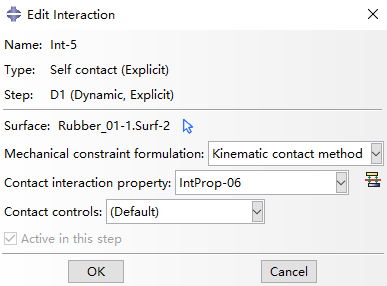 Edit Interaction
Name: Int-5
Type: Self contact (Explicit)
Step: D1 (Dynamic, Explicit)
Surface: Rubber_01-1.Surf-2
Mechanical constraint formulation: Kinematic contact method
Contact interaction property: IntProp-06
Contact controls: (Default)
Active in this step
OK Cancel